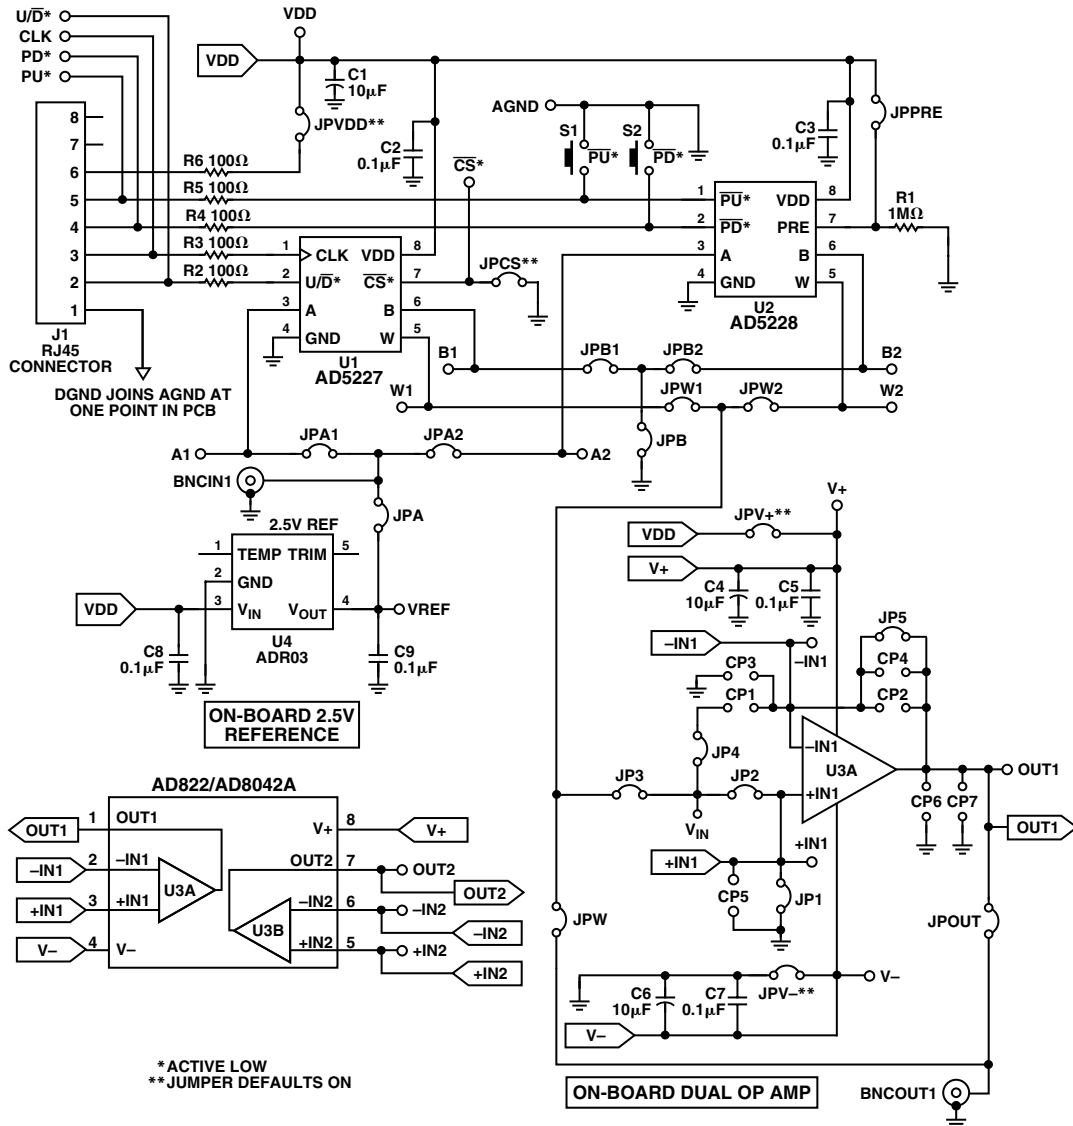 U/D*
CLK
PD*
PU*
VDD
VDD
C1
10µF
JPVDD**
C2
0.1µF
CS*
AGND
S1
PU*
S2
PD*
C3
0.1µF
JPPRE
8
7
6
5
4
3
2
1
J1
RJ45
CONNECTOR
R6 100Ω
R5 100Ω
R4 100Ω
R3 100Ω
R2 100Ω
DGND JOINS AGND AT
ONE POINT IN PCB
1 CLK VDD 8
2 U/D* CS* 7
3 A B 6
4 GND W 5
U1
AD5227
JPCS**
1 PU* VDD 8
2 PD* PRE 7
3 A B 6
4 GND W 5
U2
AD5228
R1
1MΩ
B1
JPB1
JPB2
B2
W1
JPW1
JPW2
W2
JPB
A1
JPA1
JPA2
A2
BNCIN1
JPA
2.5V REF
1 TEMP TRIM 5
2 GND
3 VIN VOUT 4
VDD
VREF
U4
ADR03
C8
0.1µF
C9
0.1µF
ON-BOARD 2.5V
REFERENCE
V+
JPV+**
VDD
V+
C4
10µF
C5
0.1µF
–IN1
–IN1
JP5
CP4
CP2
CP3
CP1
JP4
–IN1
U3A
+IN1
JP3
JP2
VIN
OUT1
CP6
CP7
OUT1
+IN1
+IN1
CP5
JP1
JPW
JPOUT
JPV–**
V–
C6
10µF
C7
0.1µF
V–
BNCOUT1
ON-BOARD DUAL OP AMP
AD822/AD8042A
OUT1 1 OUT1
–IN1 2 –IN1
+IN1 3 +IN1
V– 4 V–
U3A
U3B
V+ 8 V+
OUT2 7 OUT2
OUT2
–IN2 6 –IN2
–IN2
+IN2 5 +IN2
+IN2
*ACTIVE LOW
**JUMPER DEFAULTS ON